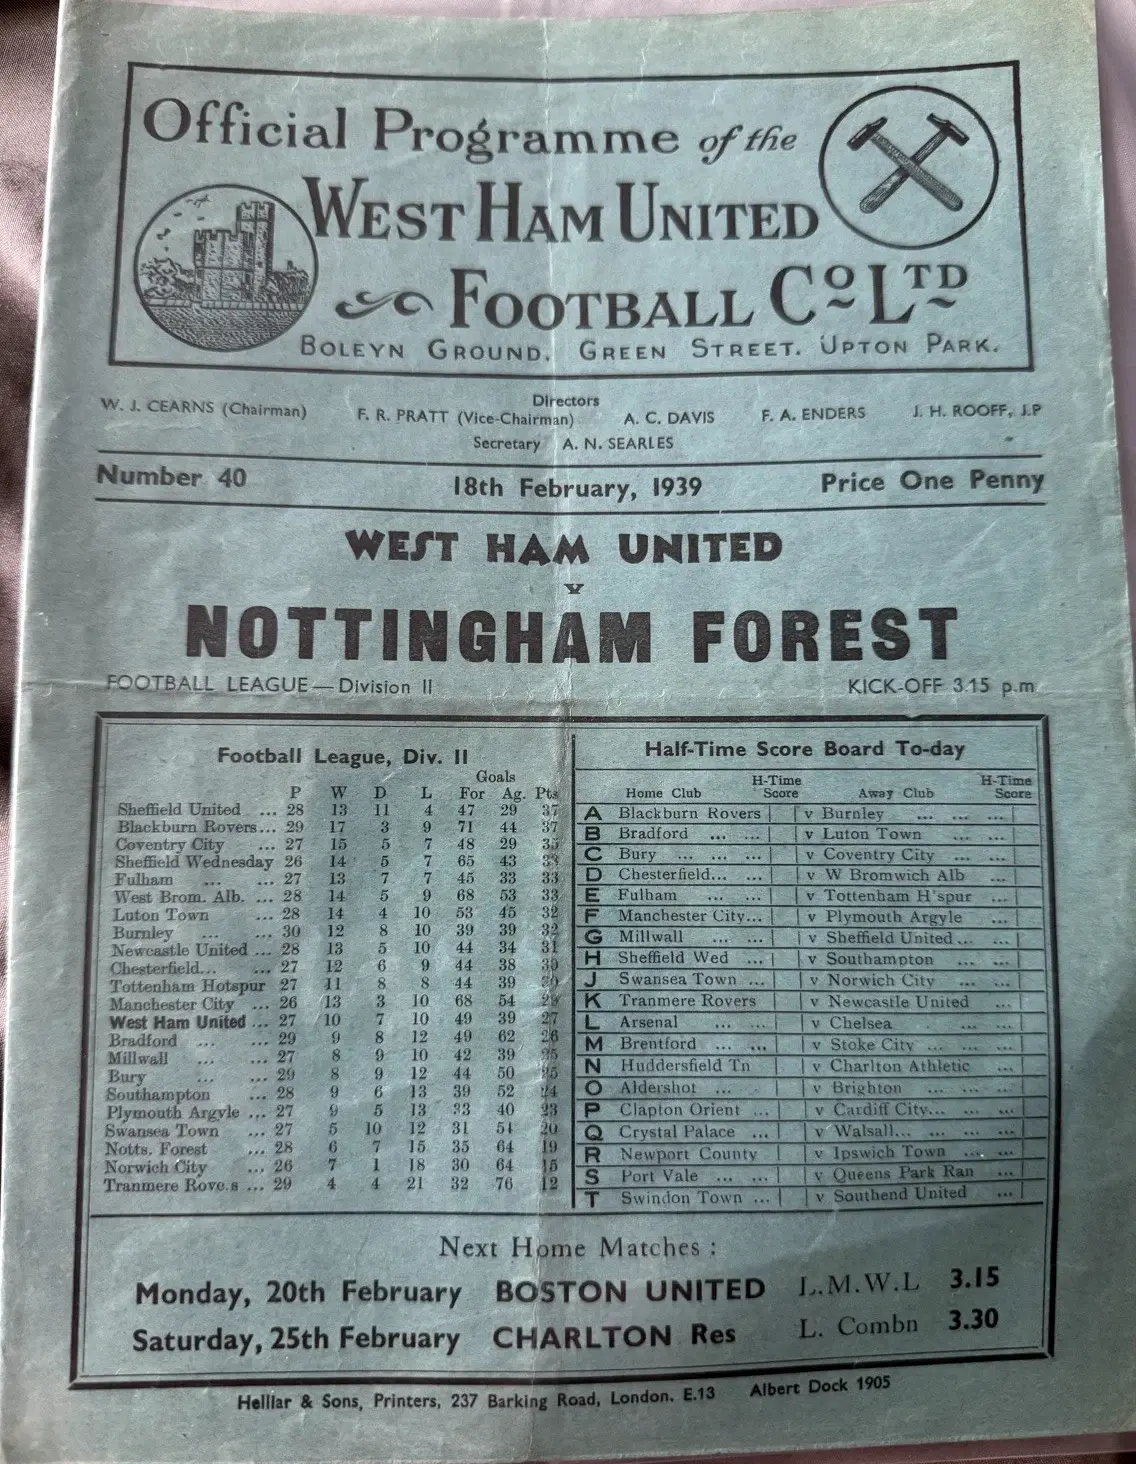 Official Programme of the
WEST HAM UNITED
FOOTBALL Co LTD
BOLEYN GROUND. GREEN STREET. UPTON PARK.
Directors
W. J. CEARNS (Chairman) F. R. PRATT (Vice-Chairman) A. C. DAVIS F. A. ENDERS J. H. ROOFF, J.P
Secretary A. N. SEARLES
Number 40 18th February, 1939 Price One Penny
WEST HAM UNITED
v
NOTTINGHAM FOREST
FOOTBALL LEAGUE—Division II KICK-OFF 3.15 p.m
Football League, Div. II
Goals
P W D L For Ag. Pts
Sheffield United ... 28 13 11 4 47 29 37
Blackburn Rovers... 29 17 3 9 71 44 37
Coventry City ... 27 15 5 7 48 29 35
Sheffield Wednesday 26 14 5 7 65 43 33
Fulham ... ... 27 13 7 7 45 33 33
West Brom. Alb. ... 28 14 5 9 68 53 33
Luton Town ... 28 14 4 10 53 45 32
Burnley ... ... 30 12 8 10 39 39 32
Newcastle United ... 28 13 5 10 44 34 31
Chesterfield... ... 27 12 6 9 44 38 30
Tottenham Hotspur 27 11 8 8 44 39 30
Manchester City ... 26 13 3 10 68 54 29
West Ham United ... 27 10 7 10 49 39 27
Bradford ... ... 29 9 8 12 49 62 26
Millwall ... ... 27 8 9 10 42 39 25
Bury ... ... 29 8 9 12 44 50 25
Southampton ... 28 9 6 13 39 52 24
Plymouth Argyle ... 27 9 5 13 33 40 23
Swansea Town ... 27 5 10 12 31 51 20
Notts. Forest ... 28 6 7 15 35 64 19
Norwich City ... 26 7 1 18 30 64 15
Tranmere Rove.s ... 29 4 4 21 32 76 12
Half-Time Score Board To-day
Home Club H-Time Score Away Club H-Time Score
A Blackburn Rovers v Burnley ... ... ...
B Bradford ... ... v Luton Town ... ...
C Bury ... ... ... v Coventry City ... ...
D Chesterfield... ... v W Bromwich Alb ...
E Fulham ... ... v Tottenham H'spur ...
F Manchester City... v Plymouth Argyle ...
G Millwall ... ... v Sheffield United ... ...
H Sheffield Wed ... v Southampton ... ...
J Swansea Town ... v Norwich City ... ...
K Tranmere Rovers v Newcastle United ...
L Arsenal ... ... v Chelsea ... ...
M Brentford ... ... v Stoke City ... ... ...
N Huddersfield Tn v Charlton Athletic ...
O Aldershot ... ... v Brighton ... ... ...
P Clapton Orient ... v Cardiff City... ... ...
Q Crystal Palace ... v Walsall... ... ... ...
R Newport County v Ipswich Town ... ...
S Port Vale ... ... v Queens Park Ran ...
T Swindon Town ... v Southend United ...
Next Home Matches :
Monday, 20th February BOSTON UNITED L.M.W.L 3.15
Saturday, 25th February CHARLTON Res L. Combn 3.30
Helliar & Sons, Printers, 237 Barking Road, London. E.13 Albert Dock 1905